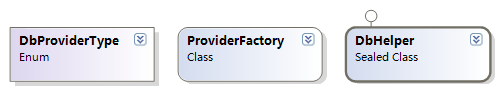 DbProviderType
Enum
ProviderFactory
Class
DbHelper
Sealed Class